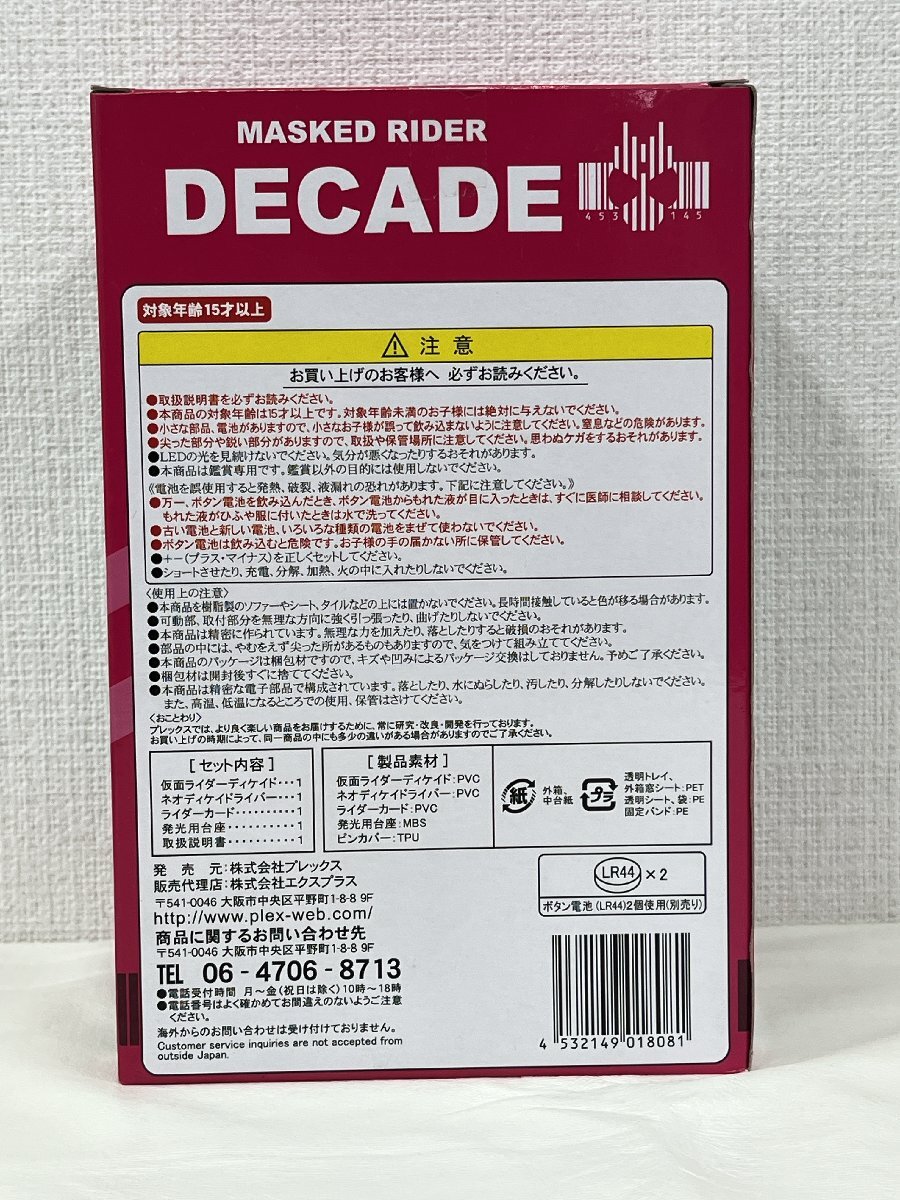 MASKED RIDER
DECADE
453 145
対象年齢15才以上
注意
お買い上げのお客様へ 必ずお読みください。
●取扱説明書を必ずお読みください。
●本商品の対象年齢は15才以上です。対象年齢未満のお子様には絶対に与えないでください。
●小さな部品、電池がありますので、小さなお子様が誤って飲み込まないように注意してください。窒息などの危険があります。
●尖った部分や鋭い部分がありますので、取扱や保管場所に注意してください。思わぬケガをするおそれがあります。
●LEDの光を見続けないでください。気分が悪くなったりするおそれがあります。
●本商品は鑑賞専用です。鑑賞以外の目的には使用しないでください。
《電池を誤使用すると発熱、破裂、液漏れの恐れがあります。下記に注意してください。》
●万一、ボタン電池を飲み込んだとき、ボタン電池からもれた液が目に入ったときは、すぐに医師に相談してください。
もれた液がひふや服に付いたときは水で洗ってください。
●古い電池と新しい電池、いろいろな種類の電池をまぜて使わないでください。
●ボタン電池は飲み込むと危険です。お子様の手の届かない所に保管してください。
●＋－(プラス・マイナス)を正しくセットしてください。
●ショートさせたり、充電、分解、加熱、火の中に入れたりしないでください。
〈使用上の注意〉
●本商品を樹脂製のソファーやシート、タイルなどの上には置かないでください。長時間接触していると色が移る場合があります。
●可動部、取付部分を無理な方向に強く引っ張ったり、曲げたりしないでください。
●本商品は精密に作られています。無理な力を加えたり、落としたりすると破損のおそれがあります。
●部品の中には、やむをえず尖った所があるものもありますので、気をつけて組み立ててください。
●本商品のパッケージは梱包材ですので、キズや凹みによるパッケージ交換はしておりません。予めご了承ください。
●梱包材は開封後すぐに捨ててください。
●本商品は精密な電子部品で構成されています。落としたり、水にぬらしたり、汚したり、分解したりしないでください。
また、高温、低温になるところでの使用、保管はさけてください。
〈おことわり〉
プレックスでは、より良く楽しい商品をお届けするために、常に研究・改良・開発を行っております。
お買い上げの時期によって、同一商品の中にも多少の違いがある場合がありますのでご了承ください。
[セット内容]
仮面ライダーディケイド・・・1
ネオディケイドライバー・・・1
ライダーカード・・・・・・・・・・1
発光用台座・・・・・・・・・・1
取扱説明書・・・・・・・・・・1
[製品素材]
仮面ライダーディケイド:PVC
ネオディケイドライバー:PVC
ライダーカード:PVC
発光用台座:MBS
ピンカバー:TPU
紙
外箱、
中台紙
プラ
透明トレイ、
外箱窓シート:PET
透明シート、袋:PE
固定バンド:PE
発売元:株式会社プレックス
販売代理店:株式会社エクスプラス
〒541-0046 大阪市中央区平野町1-8-8 9F
http://www.plex-web.com/
商品に関するお問い合わせ先
〒541-0046 大阪市中央区平野町1-8-8 9F
TEL 06-4706-8713
●電話受付時間 月～金(祝日は除く)10時～18時
●電話番号はよく確かめてお間違えのないようご注意
ください。
海外からのお問い合わせは受け付けておりません。
Customer service inquiries are not accepted from
outside Japan.
LR44 ×2
ボタン電池(LR44)2個使用(別売り)
4 532149 018081